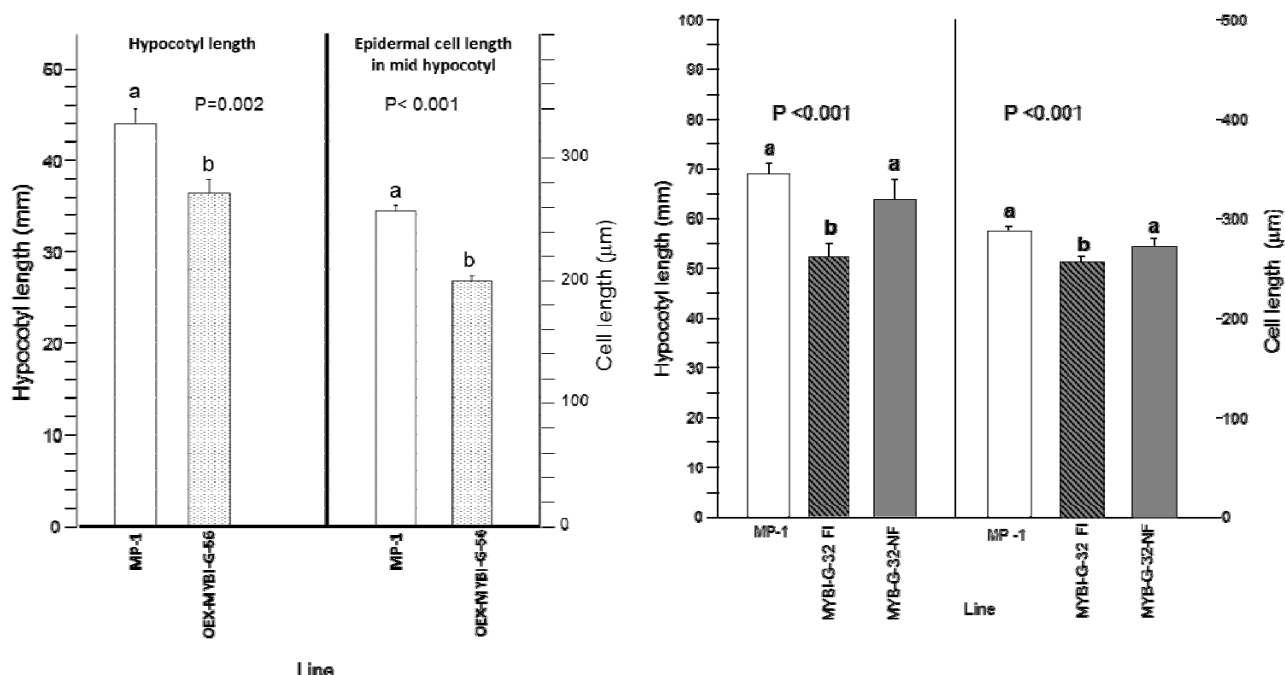 Hypocotyl length
Epidermal cell length
in mid hypocotyl
P=0.002
P< 0.001
a
b
a
b
Hypocotyl length (mm)
50
40
30
20
10
0
Cell length (μm)
300
200
100
0
MP-1
OEX-MYBI-G-56
MP-1
OEX-MYBI-G-56
Line
Hypocotyl length (mm)
100
90
80
70
60
50
40
30
20
10
0
P <0.001
P <0.001
a
b
a
a
b
a
500
400
300
200
100
0
Cell length (μm)
MP-1
MYBI-G-32 FI
MYB-G-32-NF
MP -1
MYBI-G-32 FI
MYB-G-32-NF
Line